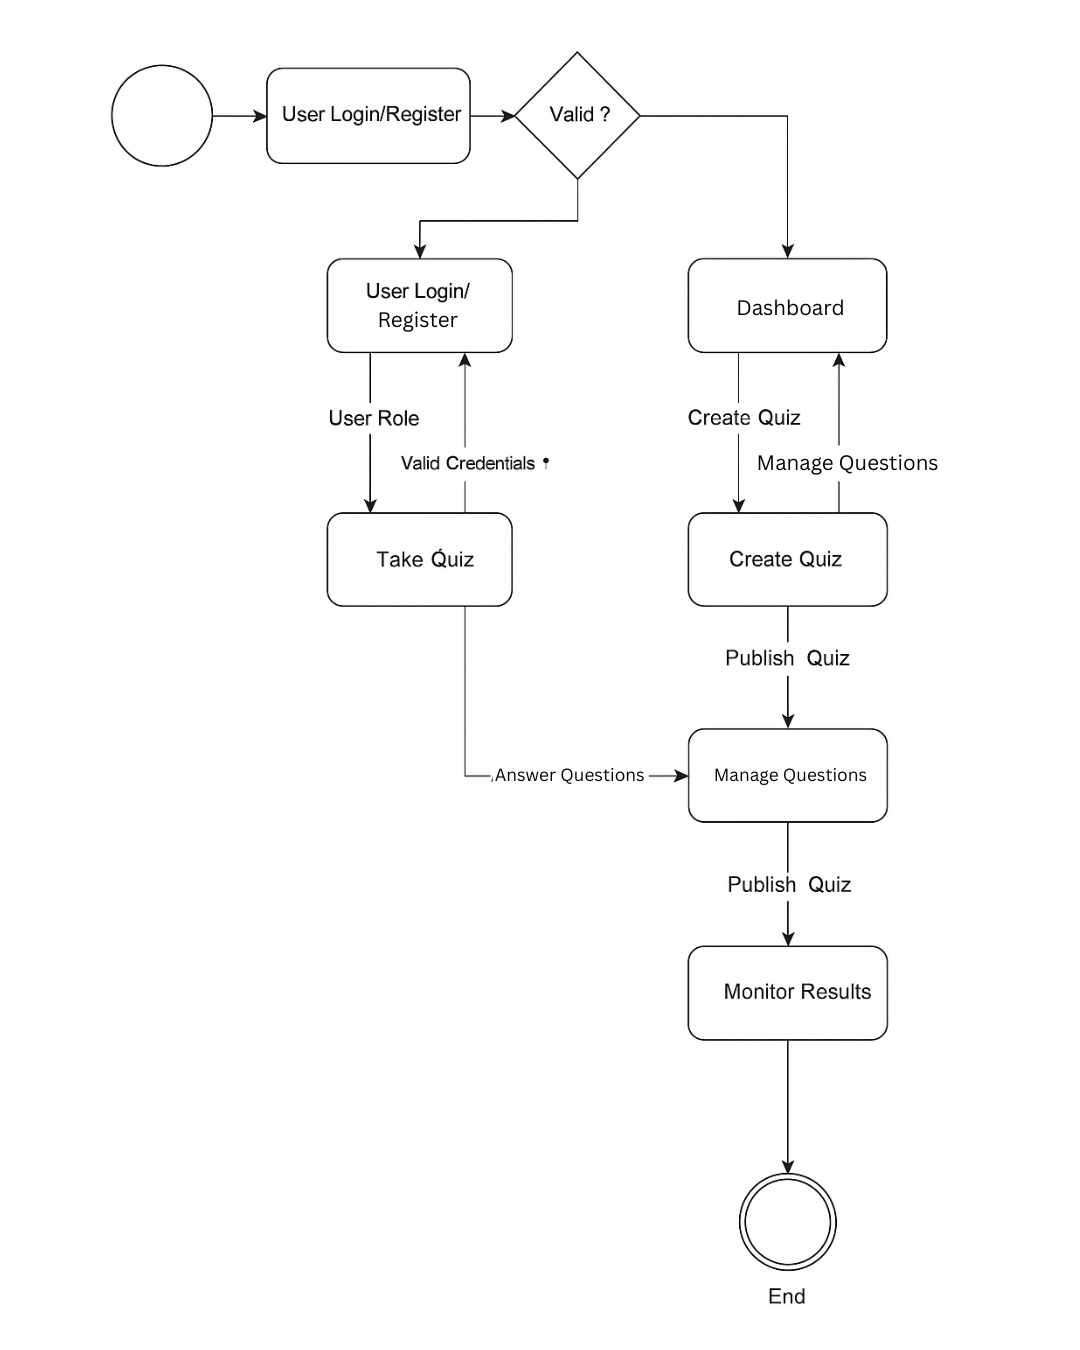 User Login/Register
Valid ?
User Login/
Register
Dashboard
User Role
Create Quiz
Valid Credentials
Manage Questions
Take Quiz
Create Quiz
Publish Quiz
Answer Questions
Manage Questions
Publish Quiz
Monitor Results
End